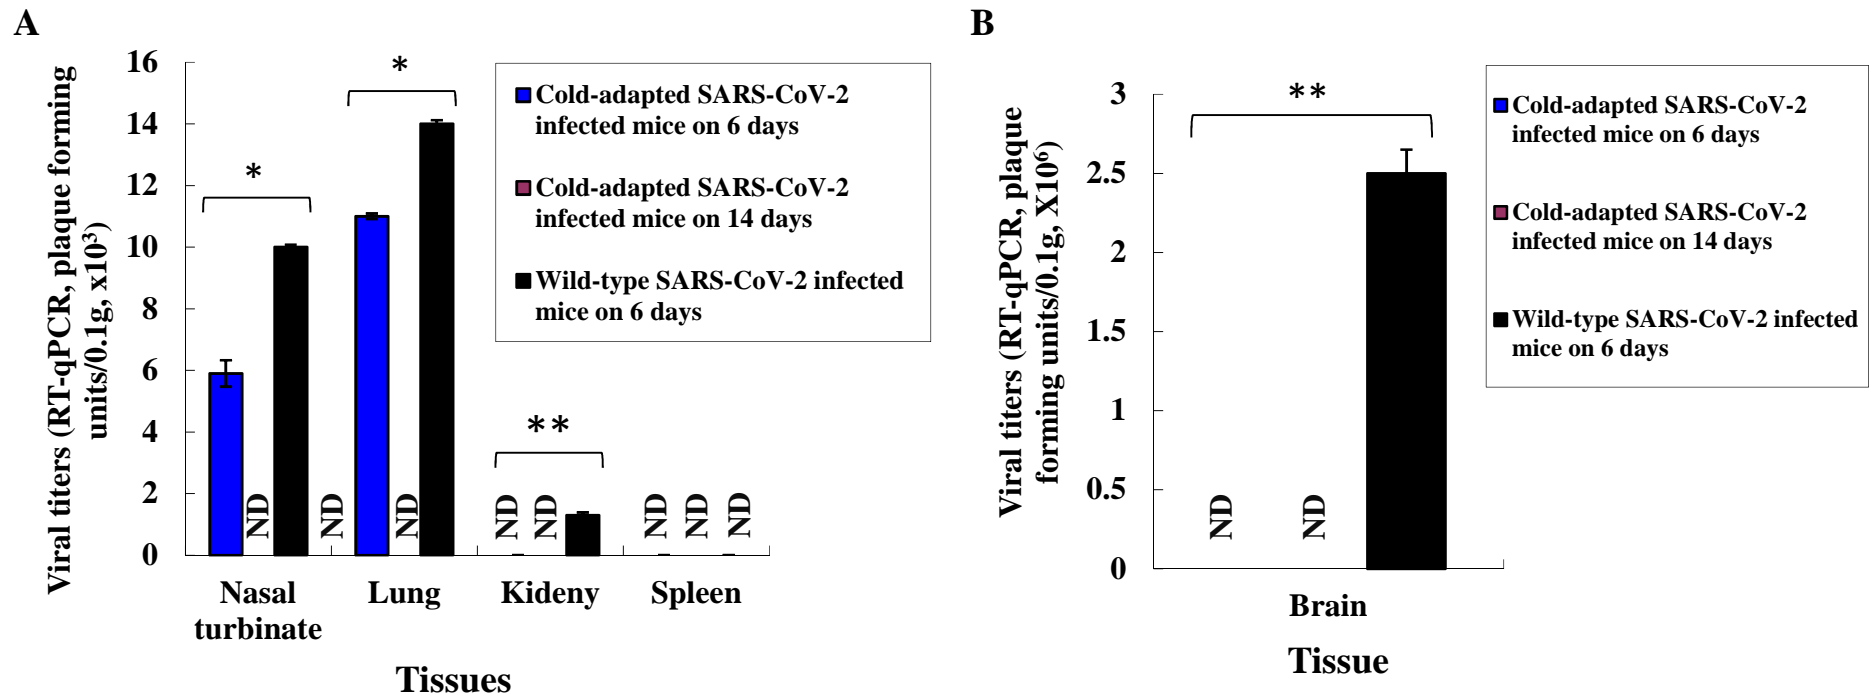 A
Viral titers (RT-qPCR, plaque forming
units/0.1g, x10³)
16
14
12
10
8
6
4
2
0
*
*
**
ND
ND
ND
ND
ND
ND
ND
ND
Nasal
turbinate
Lung
Kideny
Spleen
Tissues
Cold-adapted SARS-CoV-2
infected mice on 6 days
Cold-adapted SARS-CoV-2
infected mice on 14 days
Wild-type SARS-CoV-2 infected
mice on 6 days
B
Viral titers (RT-qPCR, plaque
forming units/0.1g, X10⁶)
3
2.5
2
1.5
1
0.5
0
**
ND
ND
Brain
Tissue
Cold-adapted SARS-CoV-2
infected mice on 6 days
Cold-adapted SARS-CoV-2
infected mice on 14 days
Wild-type SARS-CoV-2 infected
mice on 6 days